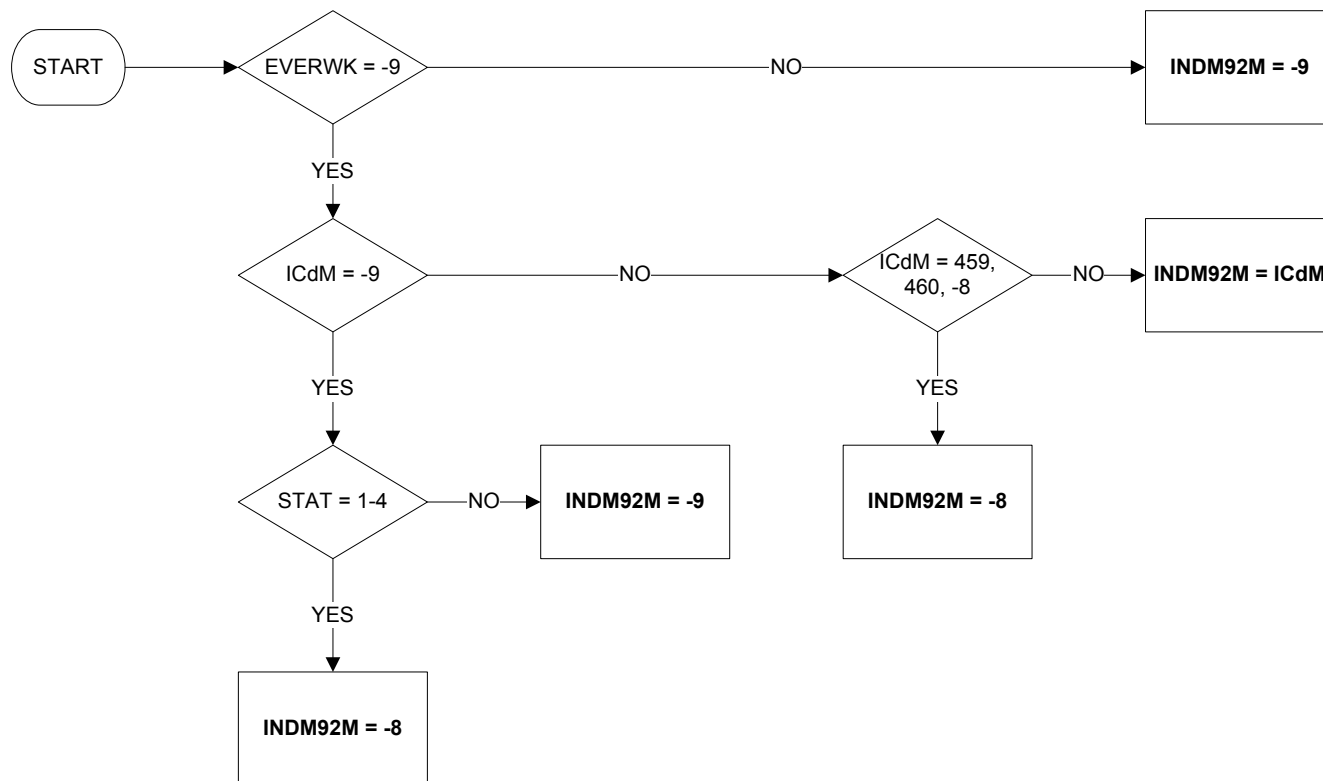 START
EVERWK = -9
NO
INDM92M = -9
YES
ICdM = -9
NO
ICdM = 459,
460, -8
NO
INDM92M = ICdM
YES
YES
STAT = 1-4
NO
INDM92M = -9
INDM92M = -8
YES
INDM92M = -8